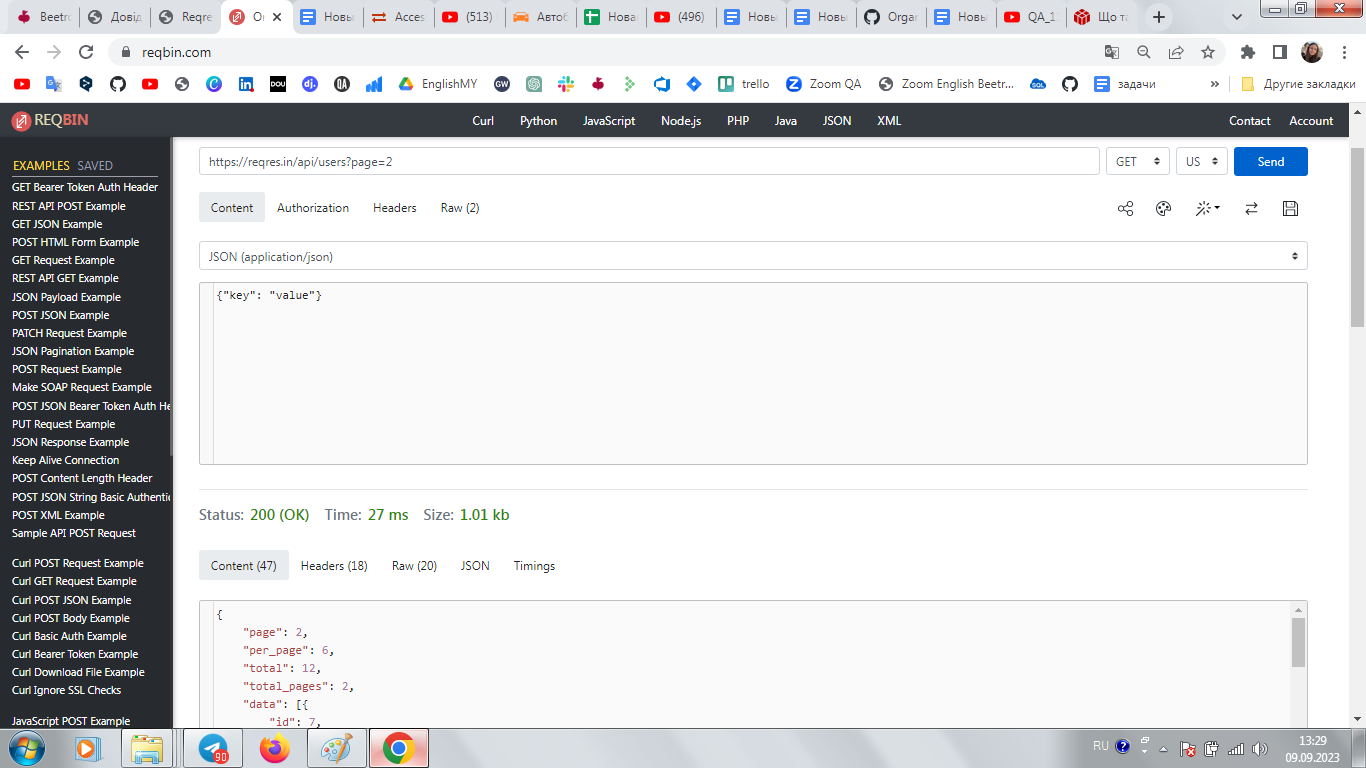 Beetro
Довід
Reqre
Or
Новы
Acces
(513)
Автоб
Нова
(496)
Новы
Новы
Organ
Новы
QA_1
Що та
reqbin.com
EnglishMY
trello
Zoom QA
Zoom English Beetr...
задачи
»
Другие закладки
REQBIN
Curl
Python
JavaScript
Node.js
PHP
Java
JSON
XML
Contact
Account
EXAMPLES SAVED
GET Bearer Token Auth Header
REST API POST Example
GET JSON Example
POST HTML Form Example
GET Request Example
REST API GET Example
JSON Payload Example
POST JSON Example
PATCH Request Example
JSON Pagination Example
POST Request Example
Make SOAP Request Example
POST JSON Bearer Token Auth He
PUT Request Example
JSON Response Example
Keep Alive Connection
POST Content Length Header
POST JSON String Basic Authentic
POST XML Example
Sample API POST Request
Curl POST Request Example
Curl GET Request Example
Curl POST JSON Example
Curl POST Body Example
Curl Basic Auth Example
Curl Bearer Token Example
Curl Download File Example
Curl Ignore SSL Checks
JavaScript POST Example
https://reqres.in/api/users?page=2
GET
US
Send
Content
Authorization
Headers
Raw (2)
JSON (application/json)
{"key": "value"}
Status: 200 (OK) Time: 27 ms Size: 1.01 kb
Content (47)
Headers (18)
Raw (20)
JSON
Timings
{
"page": 2,
"per_page": 6,
"total": 12,
"total_pages": 2,
"data": [{
"id": 7,
90
RU
13:29
09.09.2023